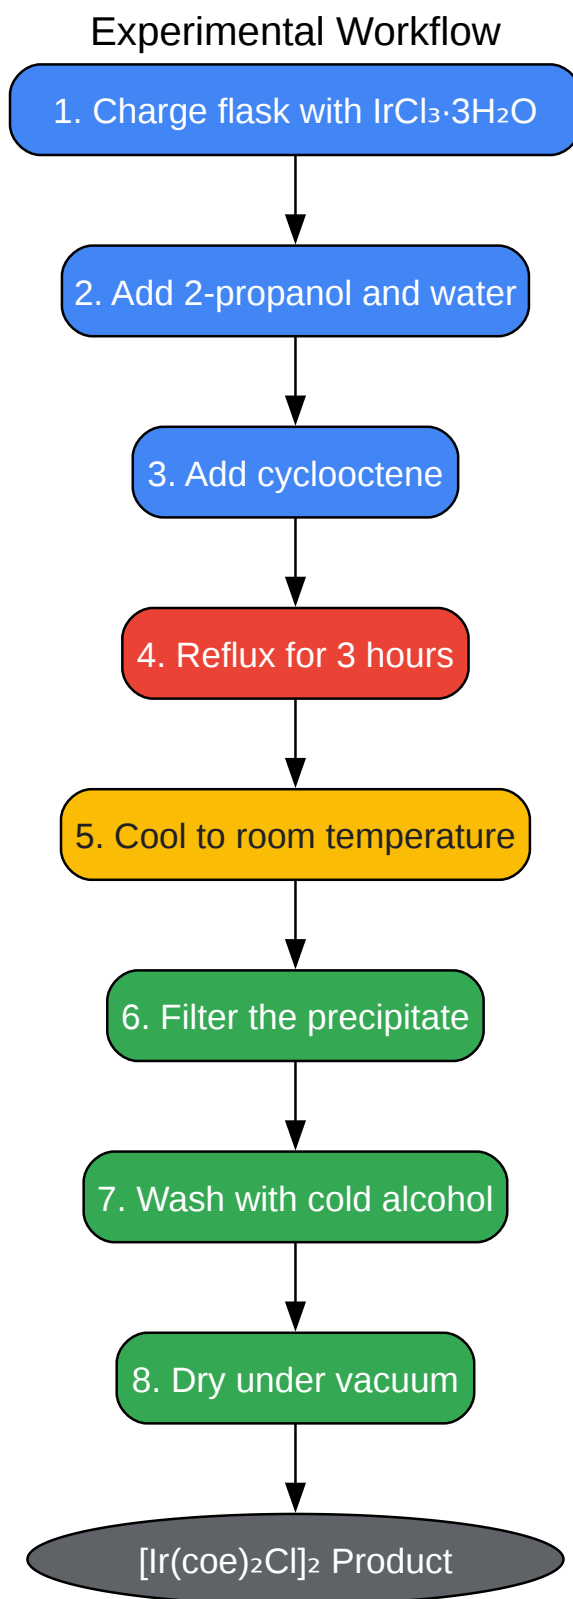 Experimental Workflow
1. Charge flask with IrCl₃·3H₂O
2. Add 2-propanol and water
3. Add cyclooctene
4. Reflux for 3 hours
5. Cool to room temperature
6. Filter the precipitate
7. Wash with cold alcohol
8. Dry under vacuum
[Ir(coe)₂Cl]₂ Product